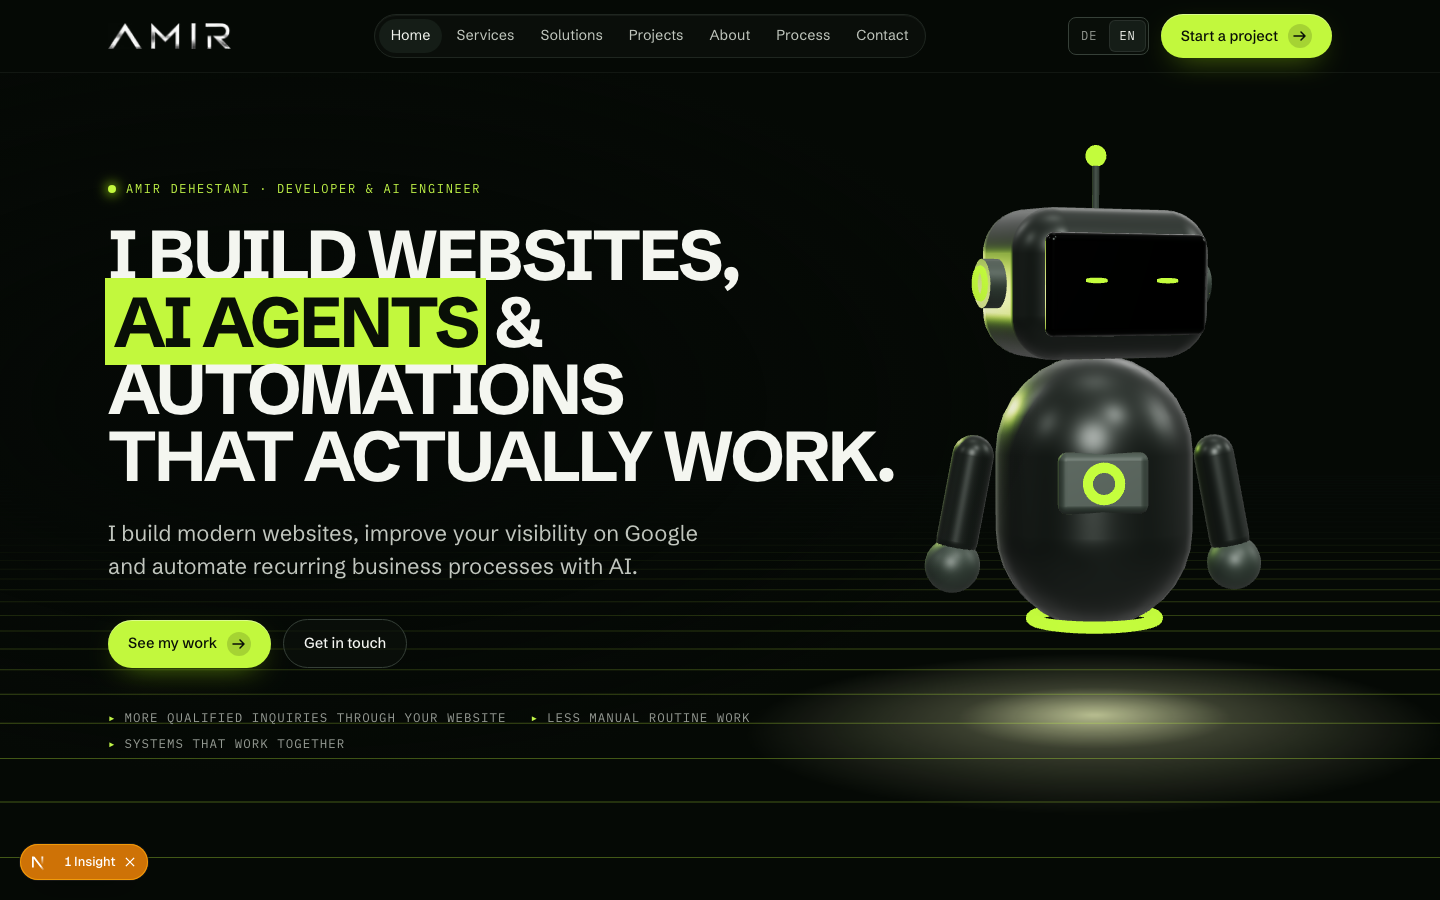 AMIR
Home Services Solutions Projects About Process Contact
DE EN
Start a project
AMIR DEHESTANI · DEVELOPER & AI ENGINEER
I BUILD WEBSITES,
AI AGENTS &
AUTOMATIONS
THAT ACTUALLY WORK.
I build modern websites, improve your visibility on Google
and automate recurring business processes with AI.
See my work
Get in touch
▸ MORE QUALIFIED INQUIRIES THROUGH YOUR WEBSITE ▸ LESS MANUAL ROUTINE WORK
▸ SYSTEMS THAT WORK TOGETHER
N 1 Insight ×